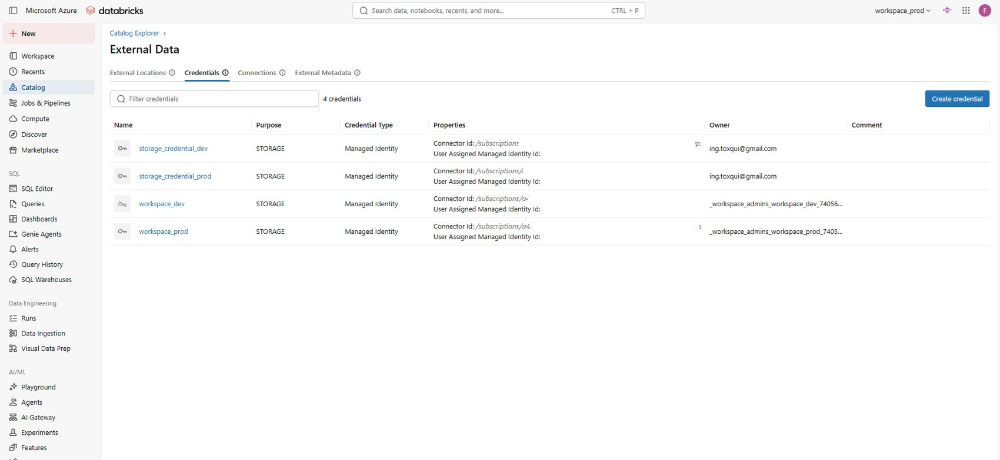 Microsoft Azure databricks
Search data, notebooks, recents, and more... CTRL + P
workspace_prod
F
New
Workspace
Recents
Catalog
Jobs & Pipelines
Compute
Discover
Marketplace
SQL
SQL Editor
Queries
Dashboards
Genie Agents
Alerts
Query History
SQL Warehouses
Data Engineering
Runs
Data Ingestion
Visual Data Prep
AI/ML
Playground
Agents
AI Gateway
Experiments
Features
Catalog Explorer ›
External Data
External Locations Credentials Connections External Metadata
Filter credentials 4 credentials Create credential
Name Purpose Credential Type Properties Owner Comment
storage_credential_dev STORAGE Managed Identity Connector Id: /subscriptions
User Assigned Managed Identity Id:
ing.toxqui@gmail.com
storage_credential_prod STORAGE Managed Identity Connector Id: /subscriptions/
User Assigned Managed Identity Id:
ing.toxqui@gmail.com
workspace_dev STORAGE Managed Identity Connector Id: /subscriptions/a4
User Assigned Managed Identity Id:
_workspace_admins_workspace_dev_74056...
workspace_prod STORAGE Managed Identity Connector Id: /subscriptions/a4
User Assigned Managed Identity Id:
_workspace_admins_workspace_prod_7405...